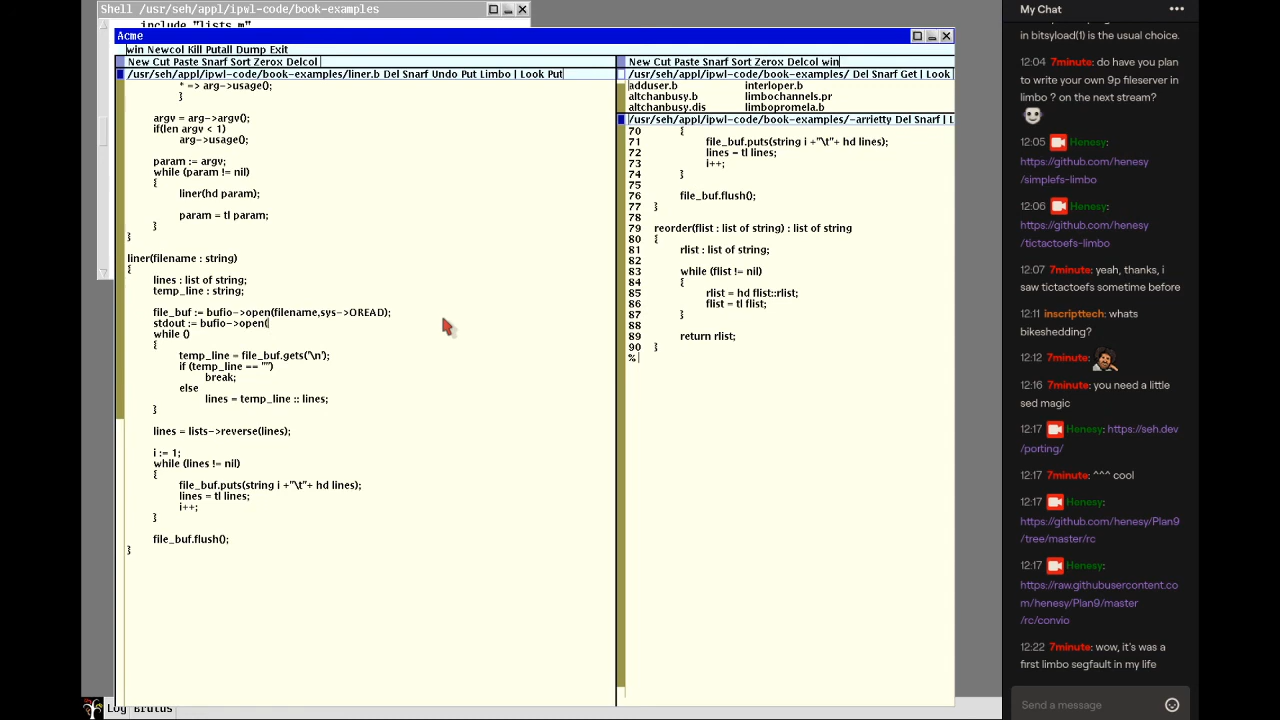 Shell /usr/seh/appl/ipwl-code/book-examples
include "lists.m"
Acme
win Newcol Kill Putall Dump Exit
New Cut Paste Snarf Sort Zerox Delcol
/usr/seh/appl/ipwl-code/book-examples/liner.b Del Snarf Undo Put Limbo | Look Put
* => arg->usage();
}
argv = arg->argv();
if(len argv < 1)
arg->usage();
param := argv;
while (param != nil)
{
liner(hd param);
param = tl param;
}
}
liner(filename : string)
{
lines : list of string;
temp_line : string;
file_buf := bufio->open(filename,sys->OREAD);
stdout := bufio->open(
while ()
{
temp_line = file_buf.gets('\n');
if (temp_line == "")
break;
else
lines = temp_line :: lines;
}
lines = lists->reverse(lines);
i := 1;
while (lines != nil)
{
file_buf.puts(string i +"\t"+ hd lines);
lines = tl lines;
i++;
}
file_buf.flush();
}
New Cut Paste Snarf Sort Zerox Delcol win
/usr/seh/appl/ipwl-code/book-examples/ Del Snarf Get | Look
adduser.b interloper.b
altchanbusy.b limbochannels.pr
altchanbusy.dis limbopromela.b
/usr/seh/appl/ipwl-code/book-examples/-arrietty Del Snarf | L
70 {
71 file_buf.puts(string i +"\t"+ hd lines);
72 lines = tl lines;
73 i++;
74 }
75
76 file_buf.flush();
77 }
78
79 reorder(flist : list of string) : list of string
80 {
81 rlist : list of string;
82
83 while (flist != nil)
84 {
85 rlist = hd flist::rlist;
86 flist = tl flist;
87 }
88
89 return rlist;
90 }
%
Log Brutus
My Chat
in bitsyload(1) is the usual choice.
12:04 7minute: do have you plan
to write your own 9p fileserver in
limbo ? on the next stream?
12:05 Henesy:
https://github.com/henesy
/simplefs-limbo
12:06 Henesy:
https://github.com/henesy
/tictactoefs-limbo
12:07 7minute: yeah, thanks, i
saw tictactoefs sometime before
12:11 inscripttech: whats
bikeshedding?
12:12 7minute:
12:16 7minute: you need a little
sed magic
12:17 Henesy: https://seh.dev
/porting/
12:17 7minute: ^^^ cool
12:17 Henesy:
https://github.com/henesy/Plan9
/tree/master/rc
12:17 Henesy:
https://raw.githubusercontent.co
m/henesy/Plan9/master
/rc/convio
12:22 7minute: wow, it's was a
first limbo segfault in my life
Send a message